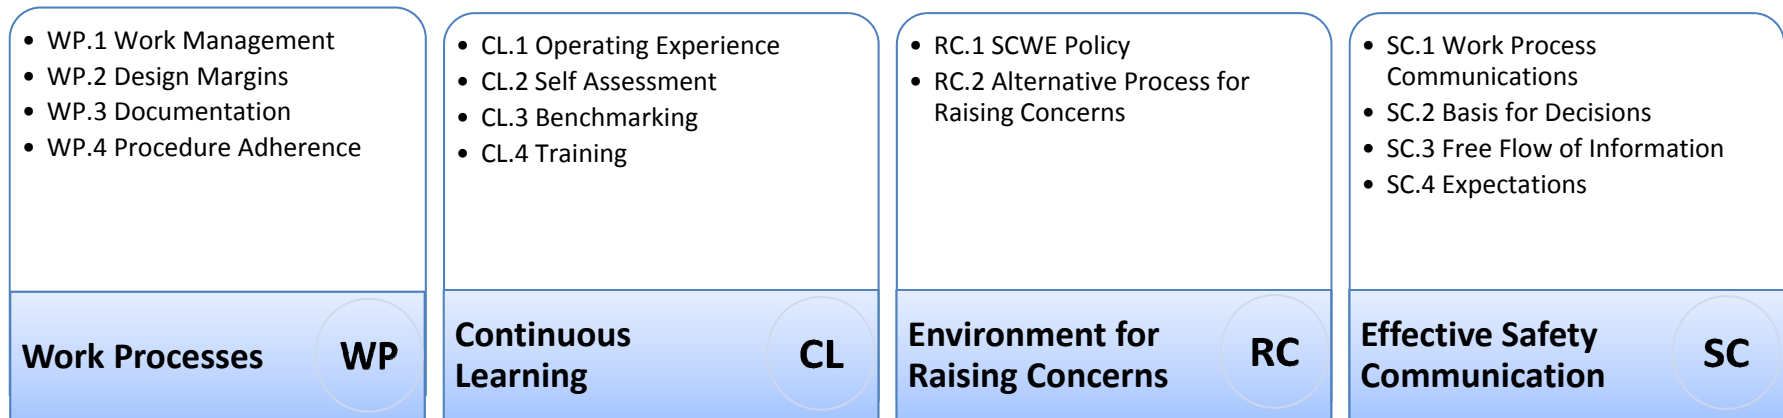 • WP.1 Work Management
• WP.2 Design Margins
• WP.3 Documentation
• WP.4 Procedure Adherence
Work Processes
WP
• CL.1 Operating Experience
• CL.2 Self Assessment
• CL.3 Benchmarking
• CL.4 Training
Continuous
Learning
CL
• RC.1 SCWE Policy
• RC.2 Alternative Process for
Raising Concerns
Environment for
Raising Concerns
RC
• SC.1 Work Process
Communications
• SC.2 Basis for Decisions
• SC.3 Free Flow of Information
• SC.4 Expectations
Effective Safety
Communication
SC